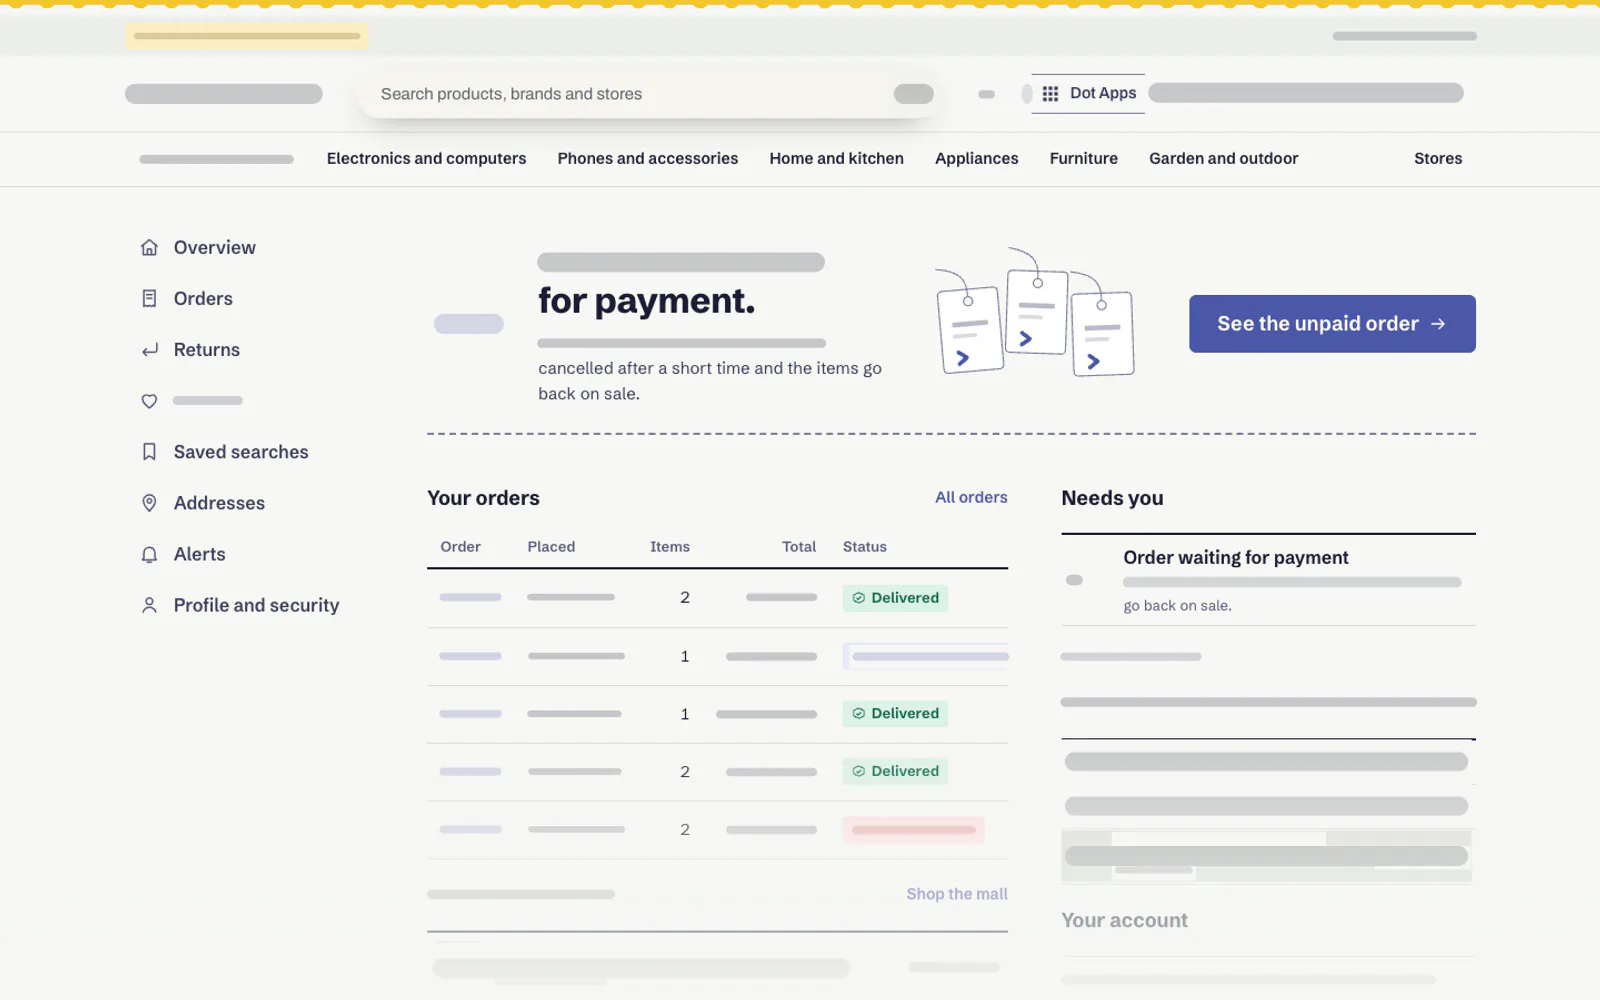 Search products, brands and stores
Dot Apps
Electronics and computers
Phones and accessories
Home and kitchen
Appliances
Furniture
Garden and outdoor
Stores
Overview
Orders
Returns
Saved searches
Addresses
Alerts
Profile and security
for payment.
cancelled after a short time and the items go
back on sale.
See the unpaid order
Your orders
All orders
Order Placed Items Total Status
2 Delivered
1
1 Delivered
2 Delivered
2
Shop the mall
Needs you
Order waiting for payment
go back on sale.
Your account